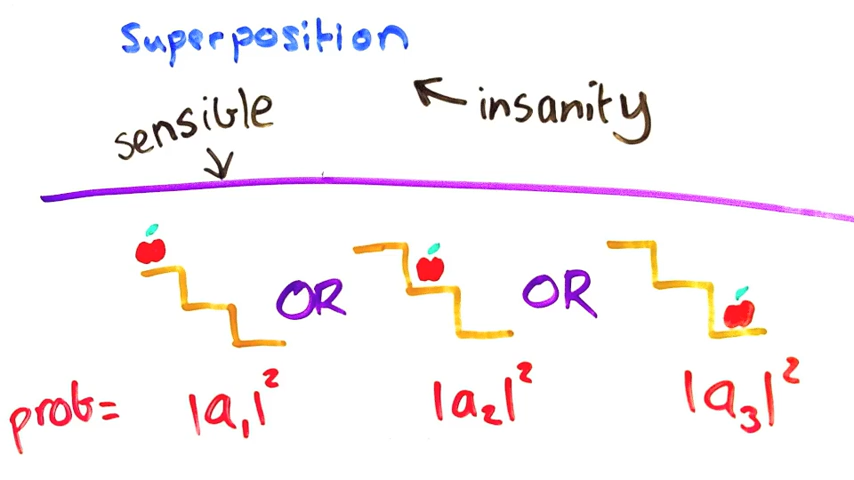 Superposition
sensible
insanity
OR OR
prob= |a₁|² |a₂|² |a₃|²